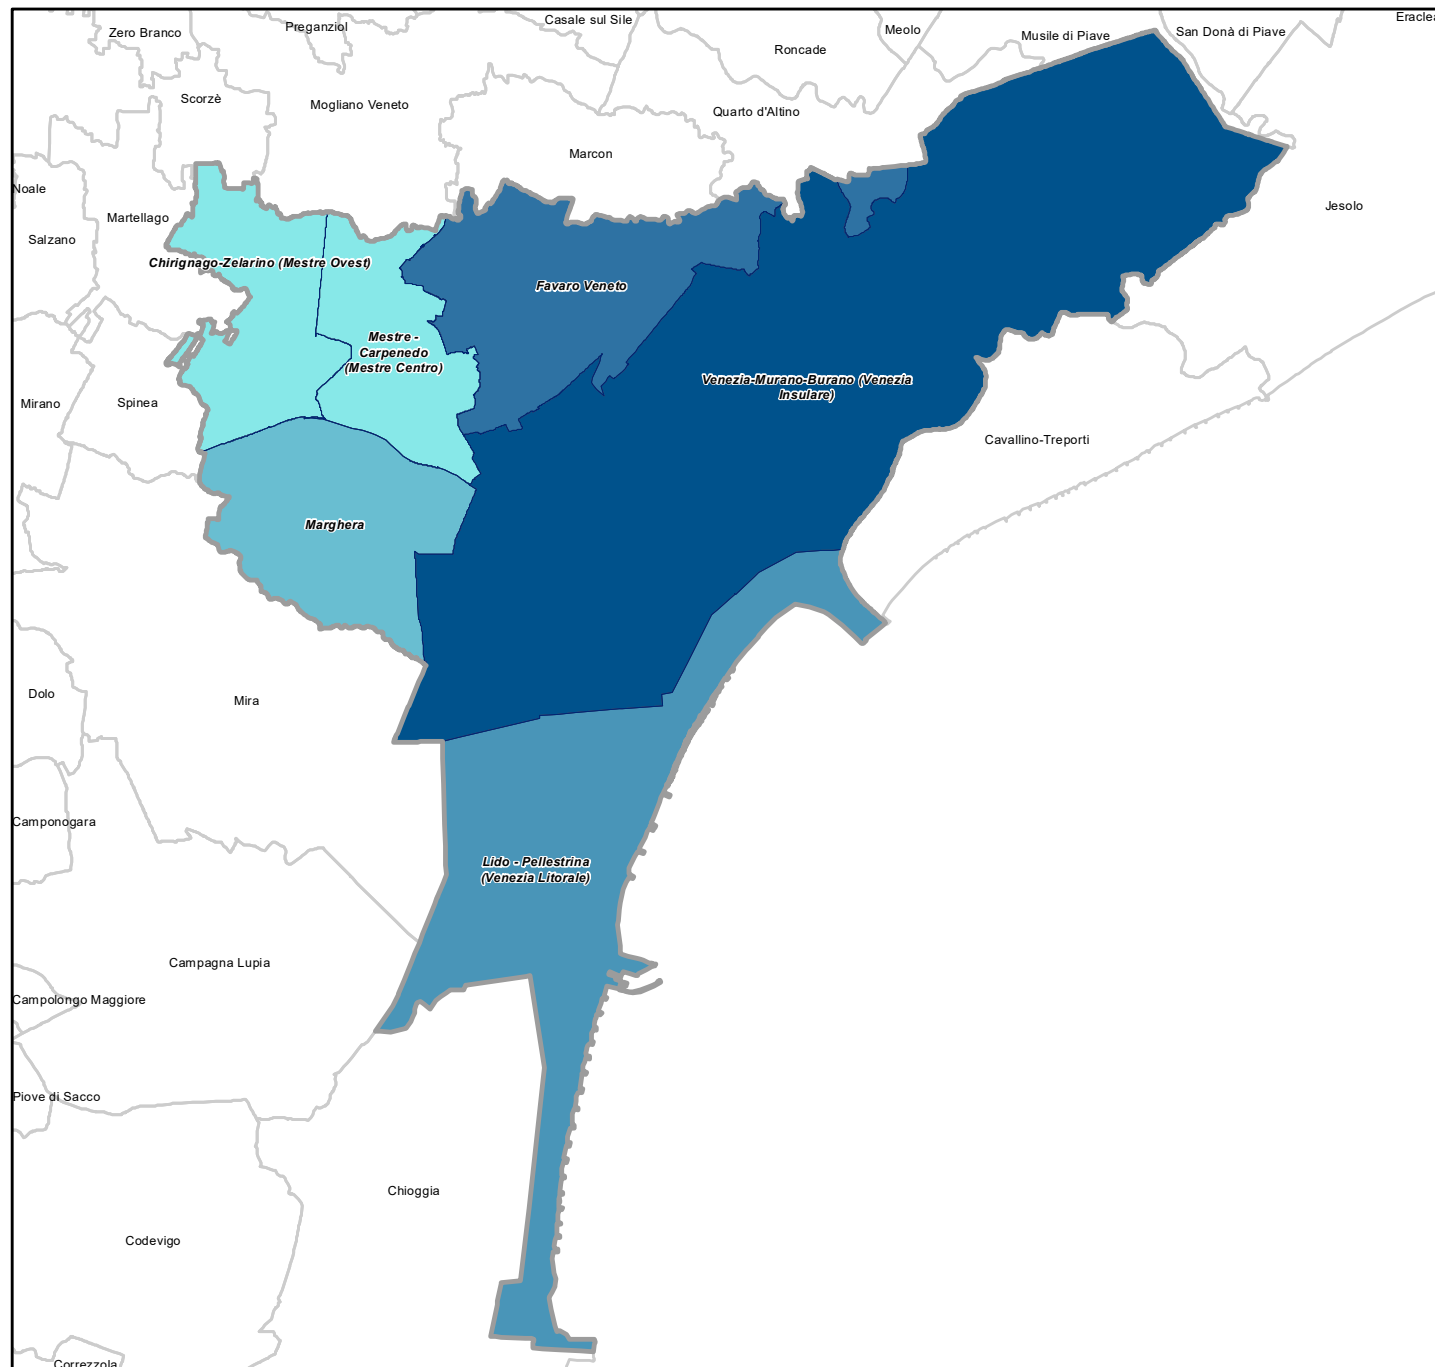 Eraclea
Casale sul Sile
Preganziol
Zero Branco
Meolo
San Donà di Piave
Musile di Piave
Roncade
Scorzè
Mogliano Veneto
Quarto d'Altino
Marcon
Noale
Martellago
Jesolo
Salzano
Chirignago-Zelarino (Mestre Ovest)
Favaro Veneto
Mestre -
Carpenedo
(Mestre Centro)
Venezia-Murano-Burano (Venezia
Insulare)
Mirano
Spinea
Cavallino-Treporti
Marghera
Dolo
Mira
Camponogara
Lido - Pellestrina
(Venezia Litorale)
Campagna Lupia
Campolongo Maggiore
Piove di Sacco
Chioggia
Codevigo
Correzzola